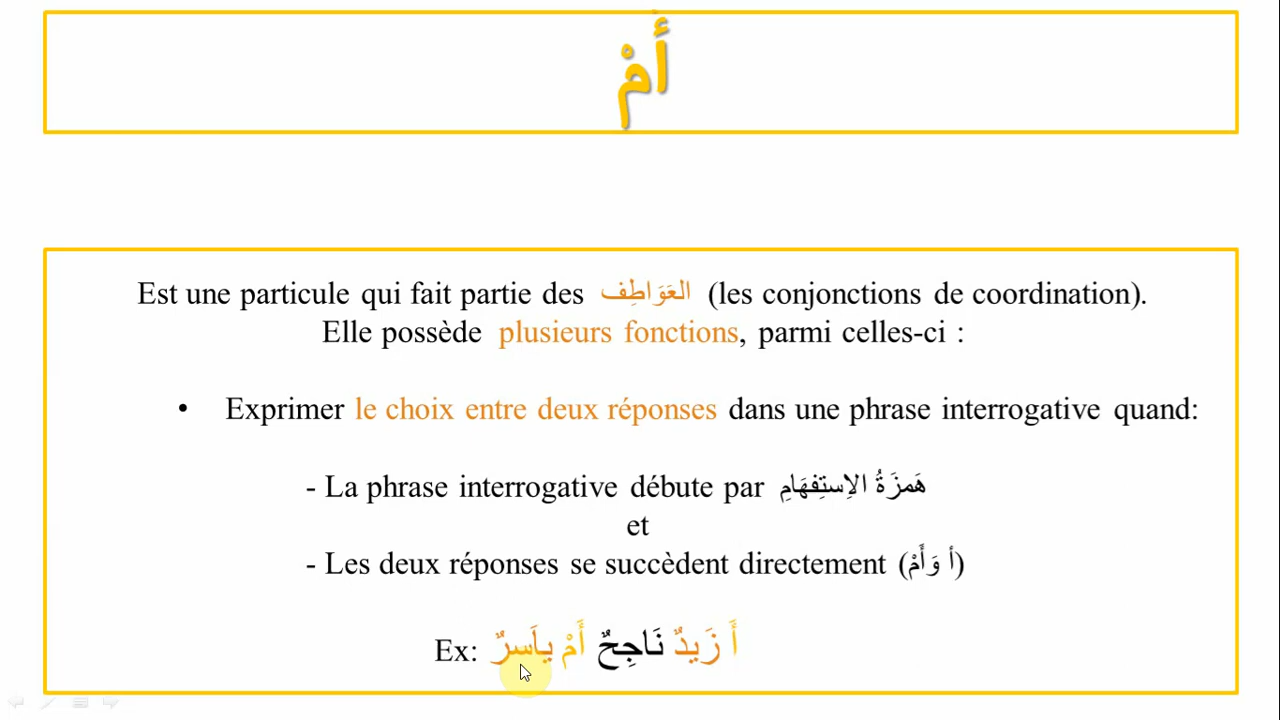 أَمْ
Est une particule qui fait partie des العَوَاطِف (les conjonctions de coordination).
Elle possède plusieurs fonctions, parmi celles-ci :
• Exprimer le choix entre deux réponses dans une phrase interrogative quand:
- La phrase interrogative débute par هَمزَةُ الاِستِفهَامِ
et
- Les deux réponses se succèdent directement (أ وَأَمْ)
Ex: أَ زَيدٌ نَاجِحٌ أَمْ يَاسِرٌ